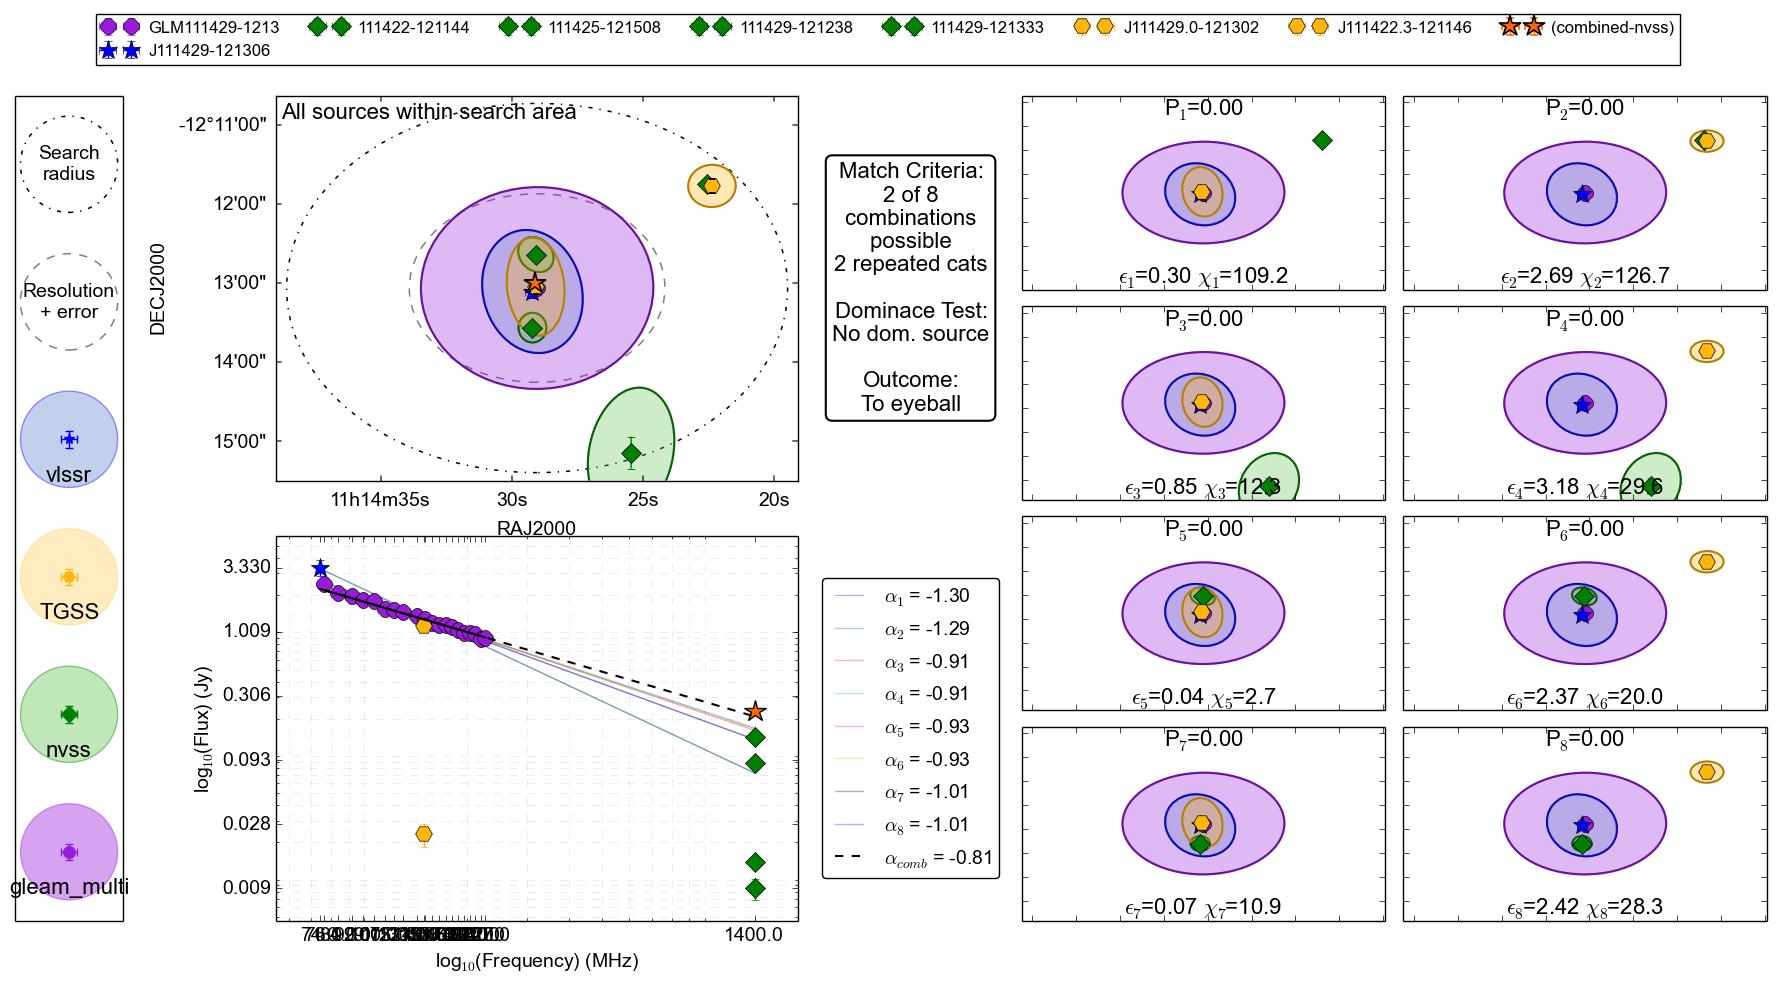 GLM111429-1213 111422-121144 111425-121508 111429-121238 111429-121333 J111429.0-121302 J111422.3-121146 (combined-nvss)
J111429-121306
Search
radius
Resolution
+ error
vlssr
TGSS
nvss
gleam_multi
All sources within search area
-12°11'00"
12'00"
13'00"
14'00"
15'00"
DECJ2000
11h14m35s 30s 25s 20s
RAJ2000
Match Criteria:
2 of 8
combinations
possible
2 repeated cats
Dominace Test:
No dom. source
Outcome:
To eyeball
3.330
1.009
0.306
0.093
0.028
0.009
log10(Flux) (Jy)
1400.0
log10(Frequency) (MHz)
α1 = -1.30
α2 = -1.29
α3 = -0.91
α4 = -0.91
α5 = -0.93
α6 = -0.93
α7 = -1.01
α8 = -1.01
αcomb = -0.81
P1=0.00
ϵ1=0.30 χ1=109.2
P2=0.00
ϵ2=2.69 χ2=126.7
P3=0.00
ϵ3=0.85 χ3=12.3
P4=0.00
ϵ4=3.18 χ4=29.6
P5=0.00
ϵ5=0.04 χ5=2.7
P6=0.00
ϵ6=2.37 χ6=20.0
P7=0.00
ϵ7=0.07 χ7=10.9
P8=0.00
ϵ8=2.42 χ8=28.3